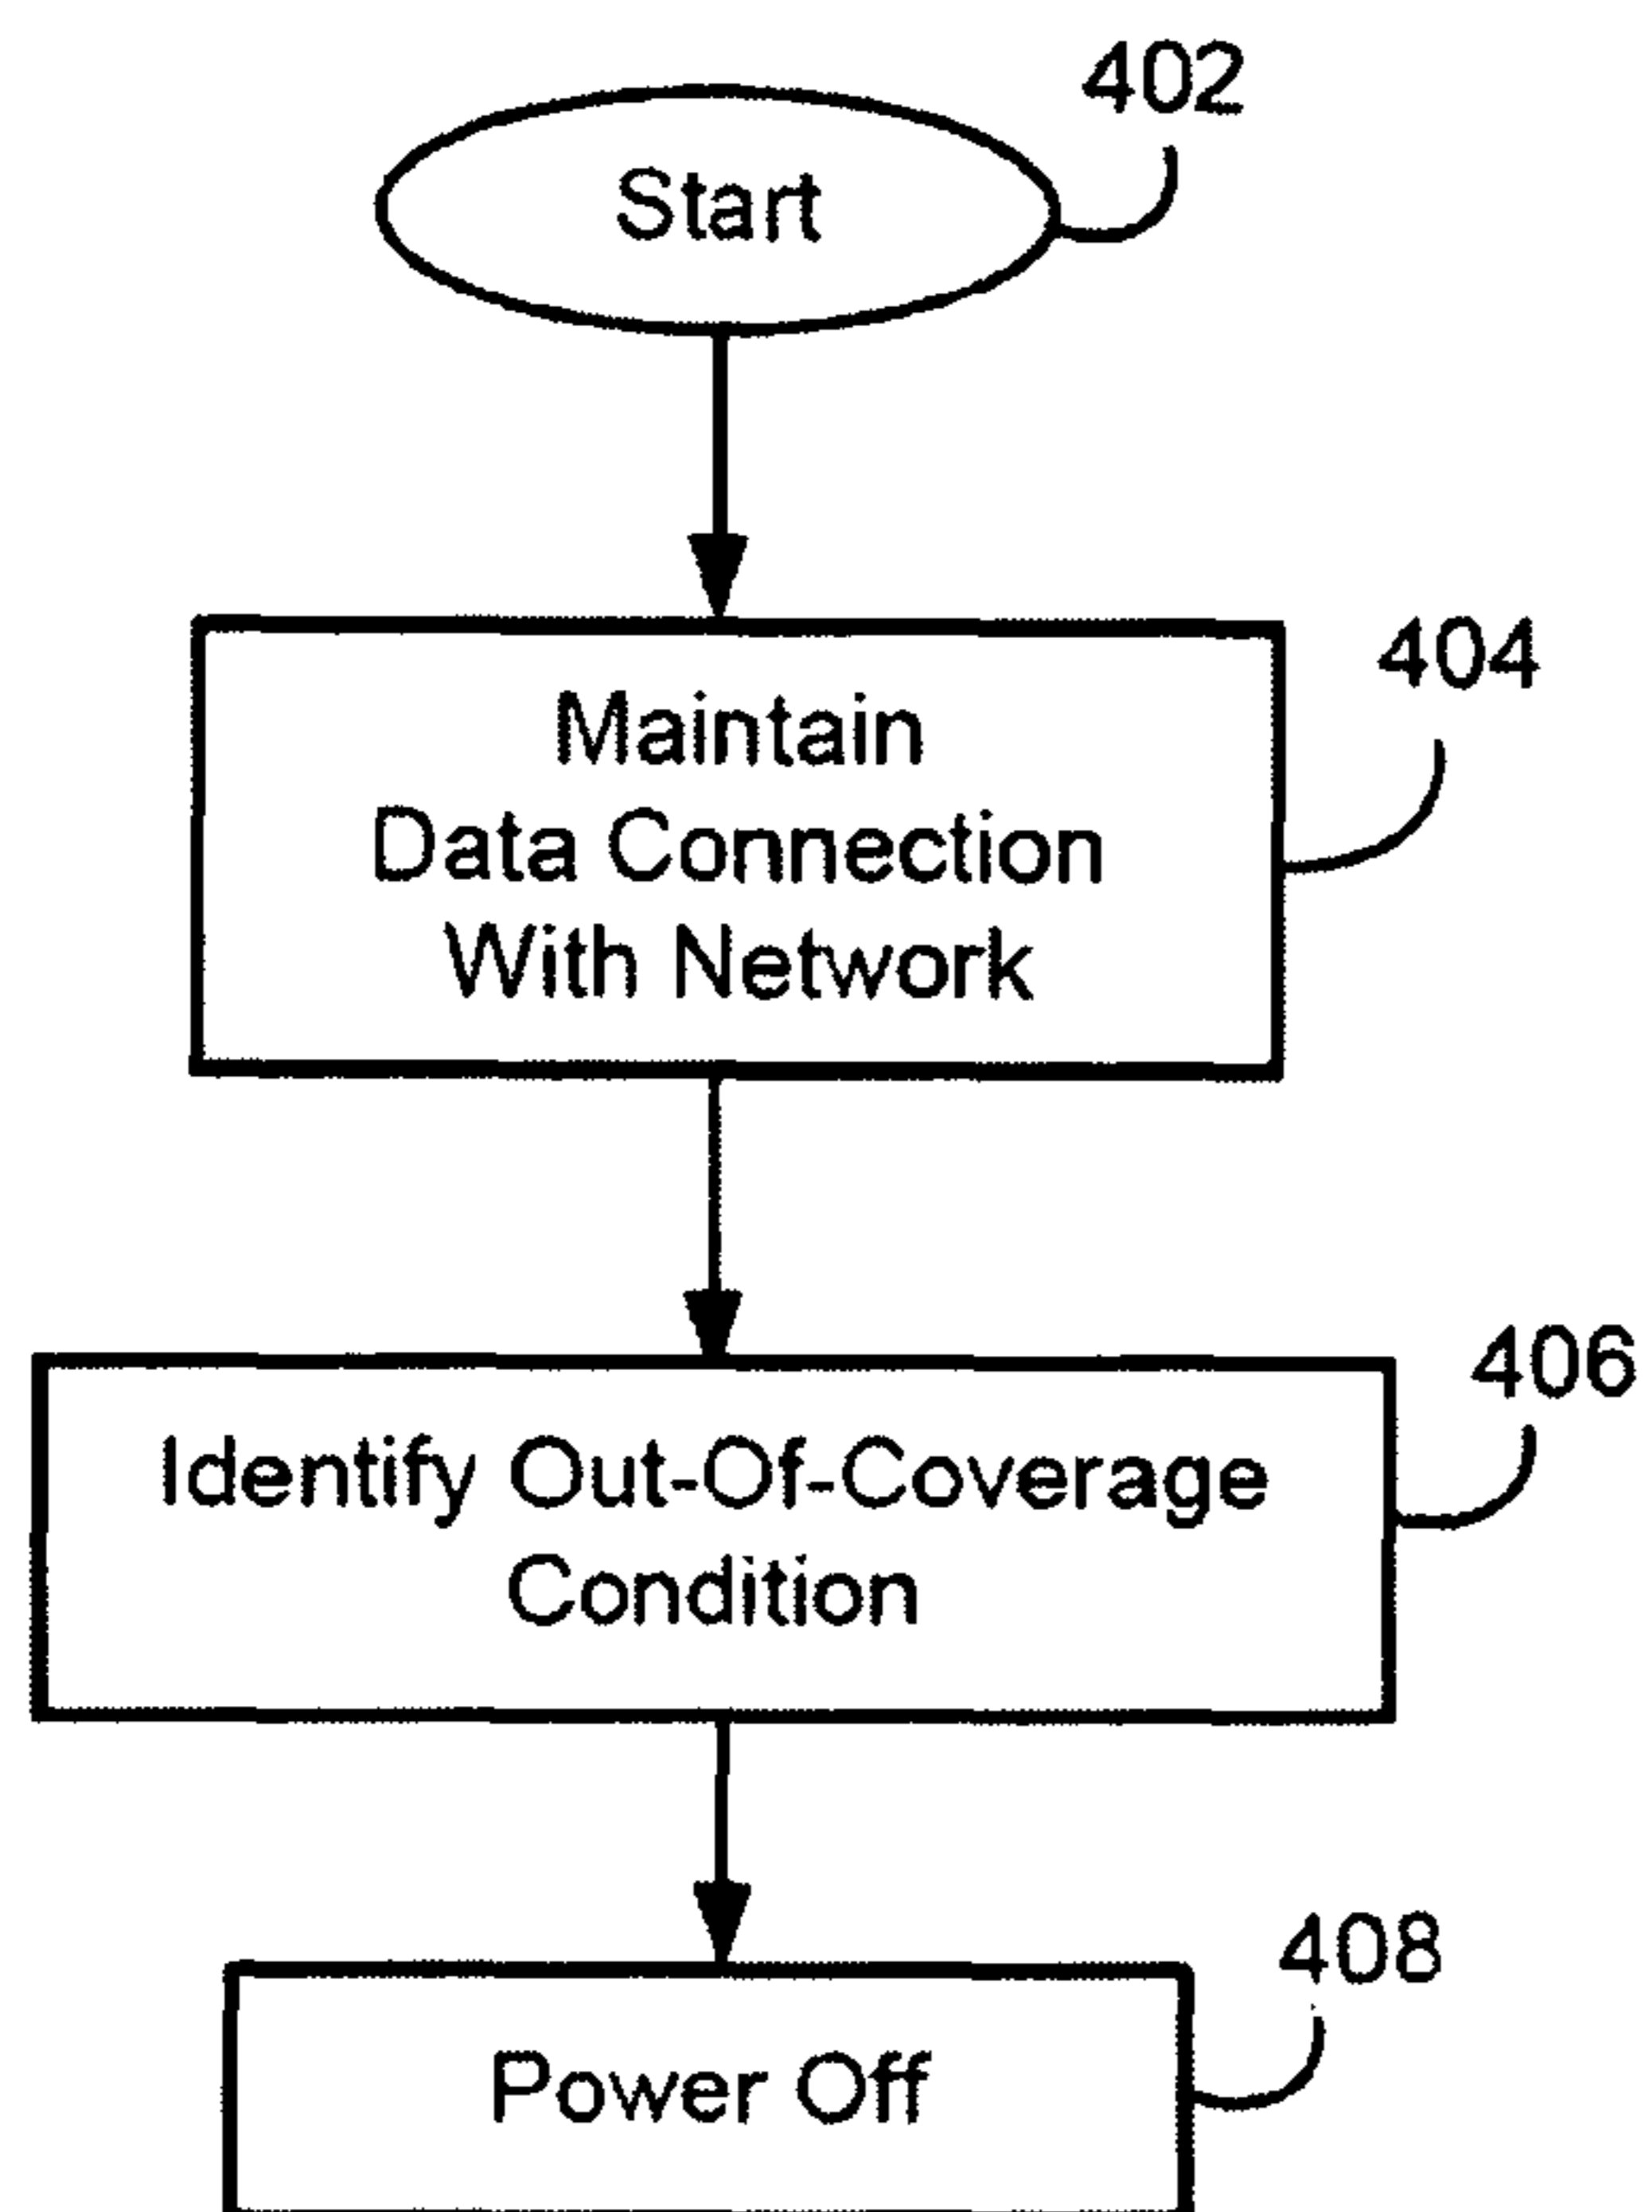 402
Start
404
Maintain
Data Connection
With Network
406
Identify Out-Of-Coverage
Condition
408
Power Off